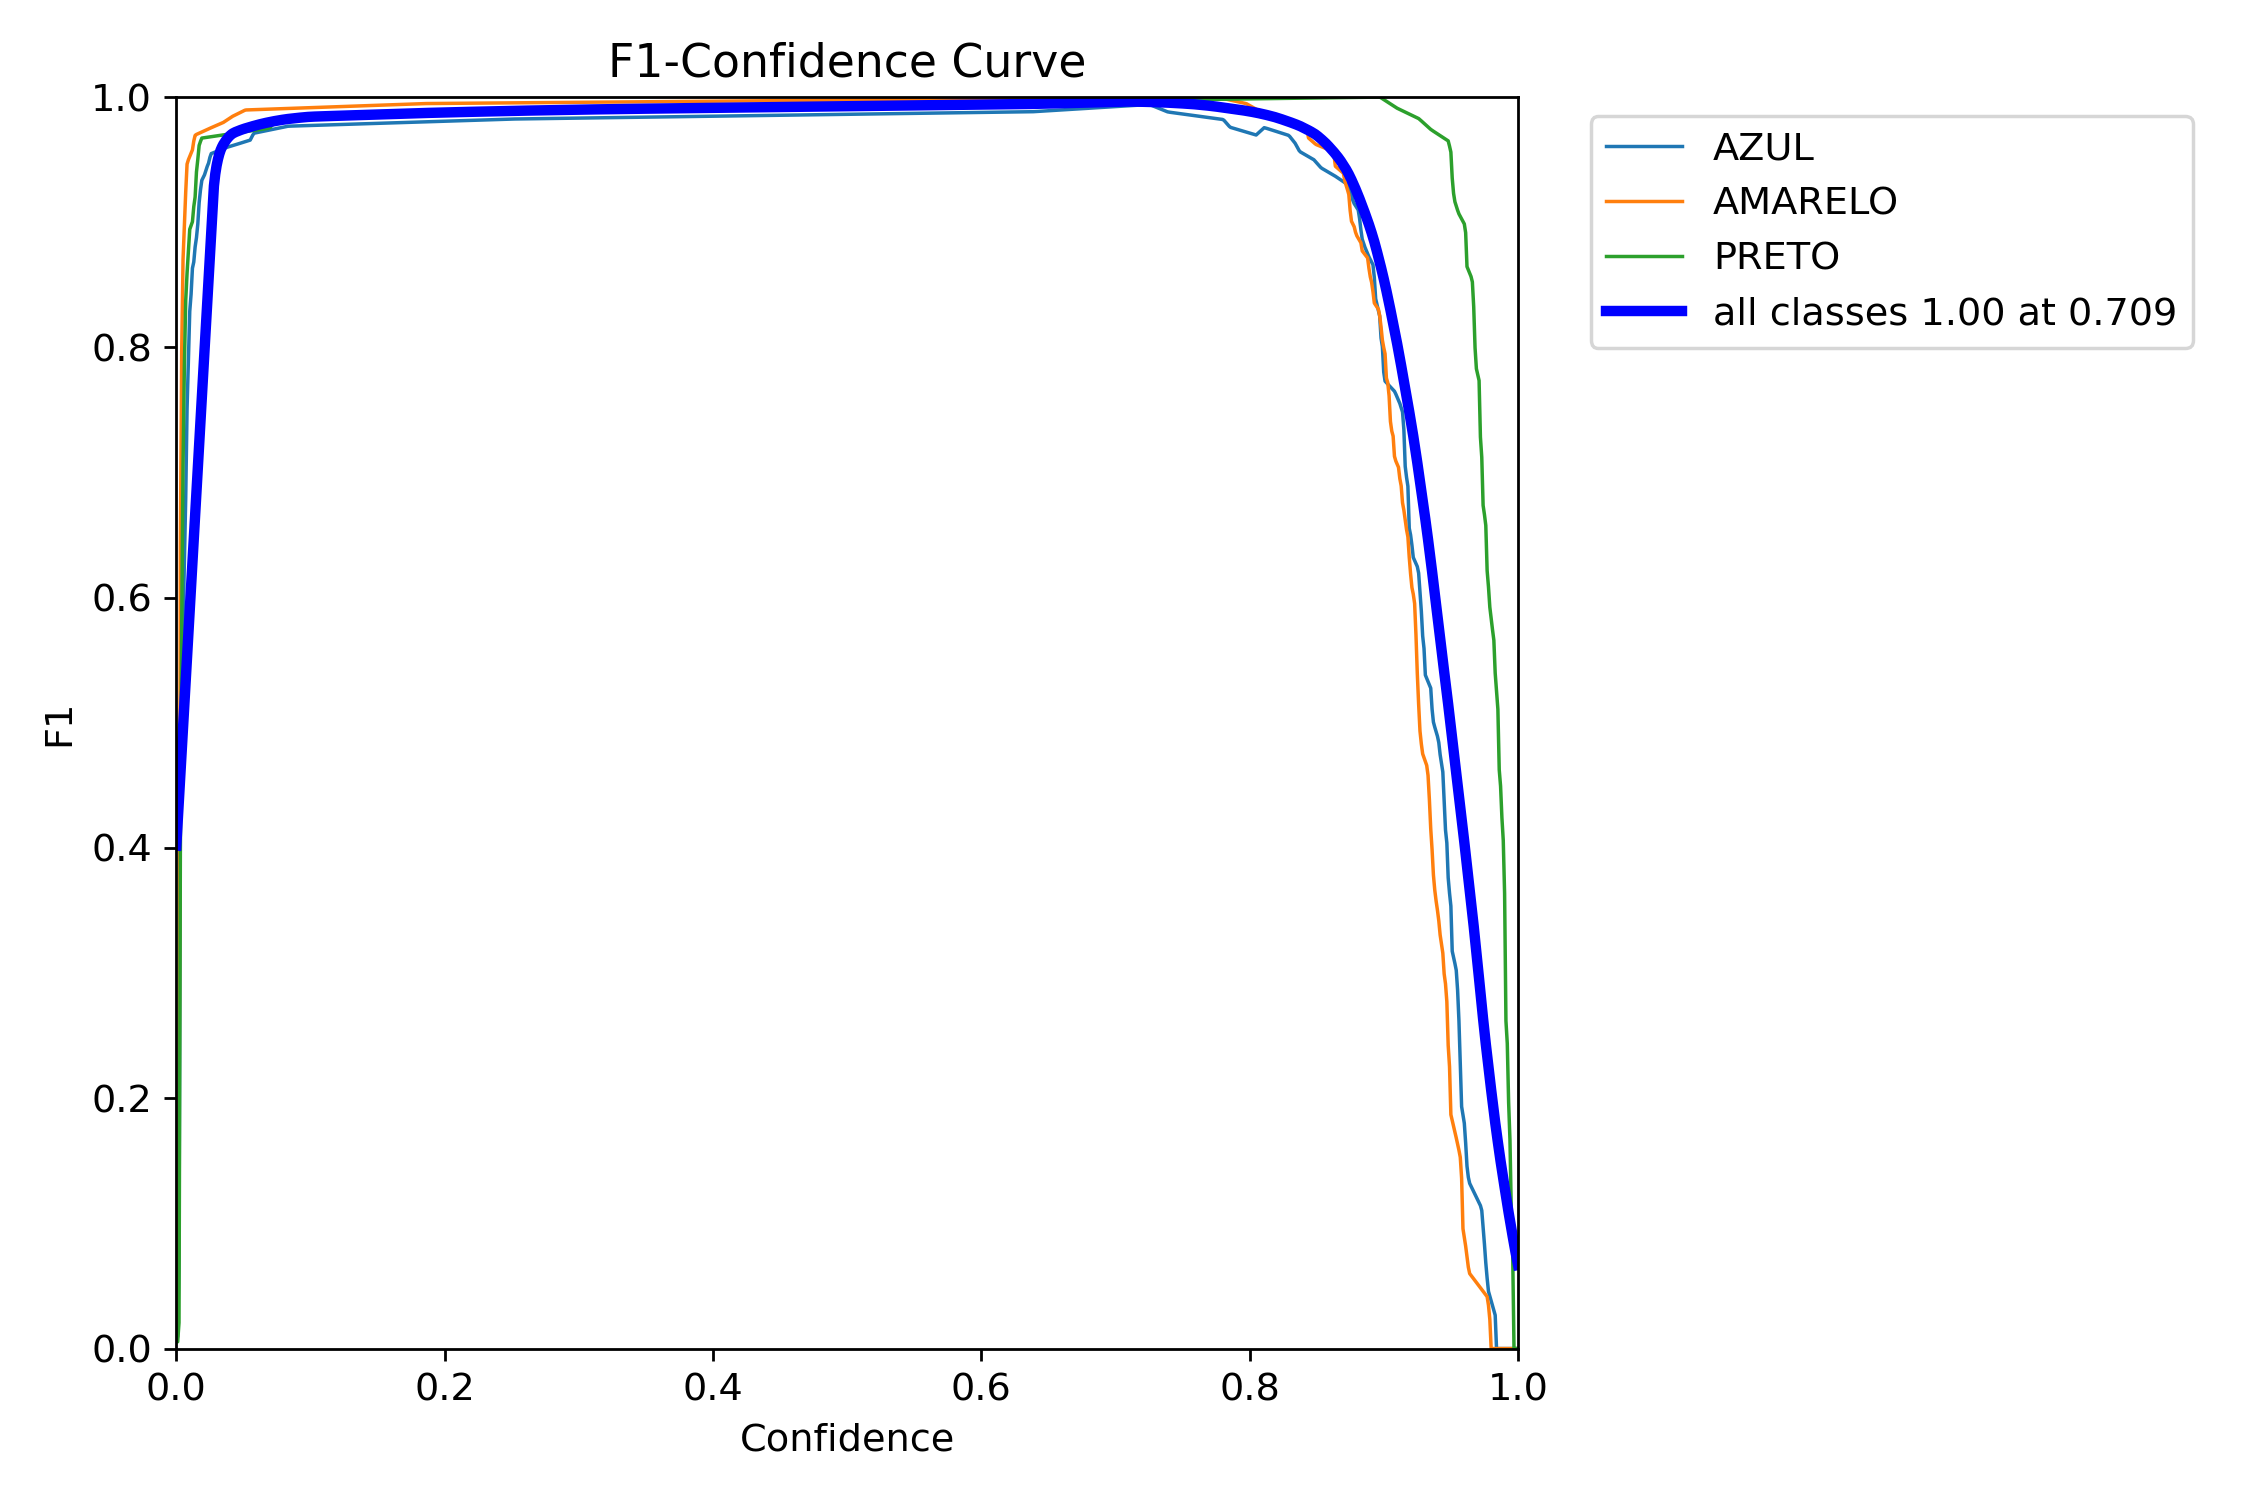 F1-Confidence Curve
1.0
0.8
0.6
0.4
0.2
0.0
F1
0.0 0.2 0.4 0.6 0.8 1.0
Confidence
AZUL
AMARELO
PRETO
all classes 1.00 at 0.709